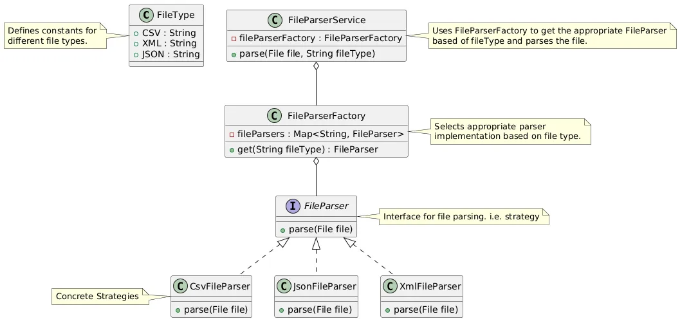 Defines constants for
different file types.
C FileType
CSV : String
XML : String
JSON : String
C FileParserService
fileParserFactory : FileParserFactory
parse(File file, String fileType)
Uses FileParserFactory to get the appropriate FileParser
based of fileType and parses the file.
C FileParserFactory
fileParsers : Map<String, FileParser>
get(String fileType) : FileParser
Selects appropriate parser
implementation based on file type.
I FileParser
parse(File file)
Interface for file parsing. i.e. strategy
Concrete Strategies
C CsvFileParser
parse(File file)
C JsonFileParser
parse(File file)
C XmlFileParser
parse(File file)